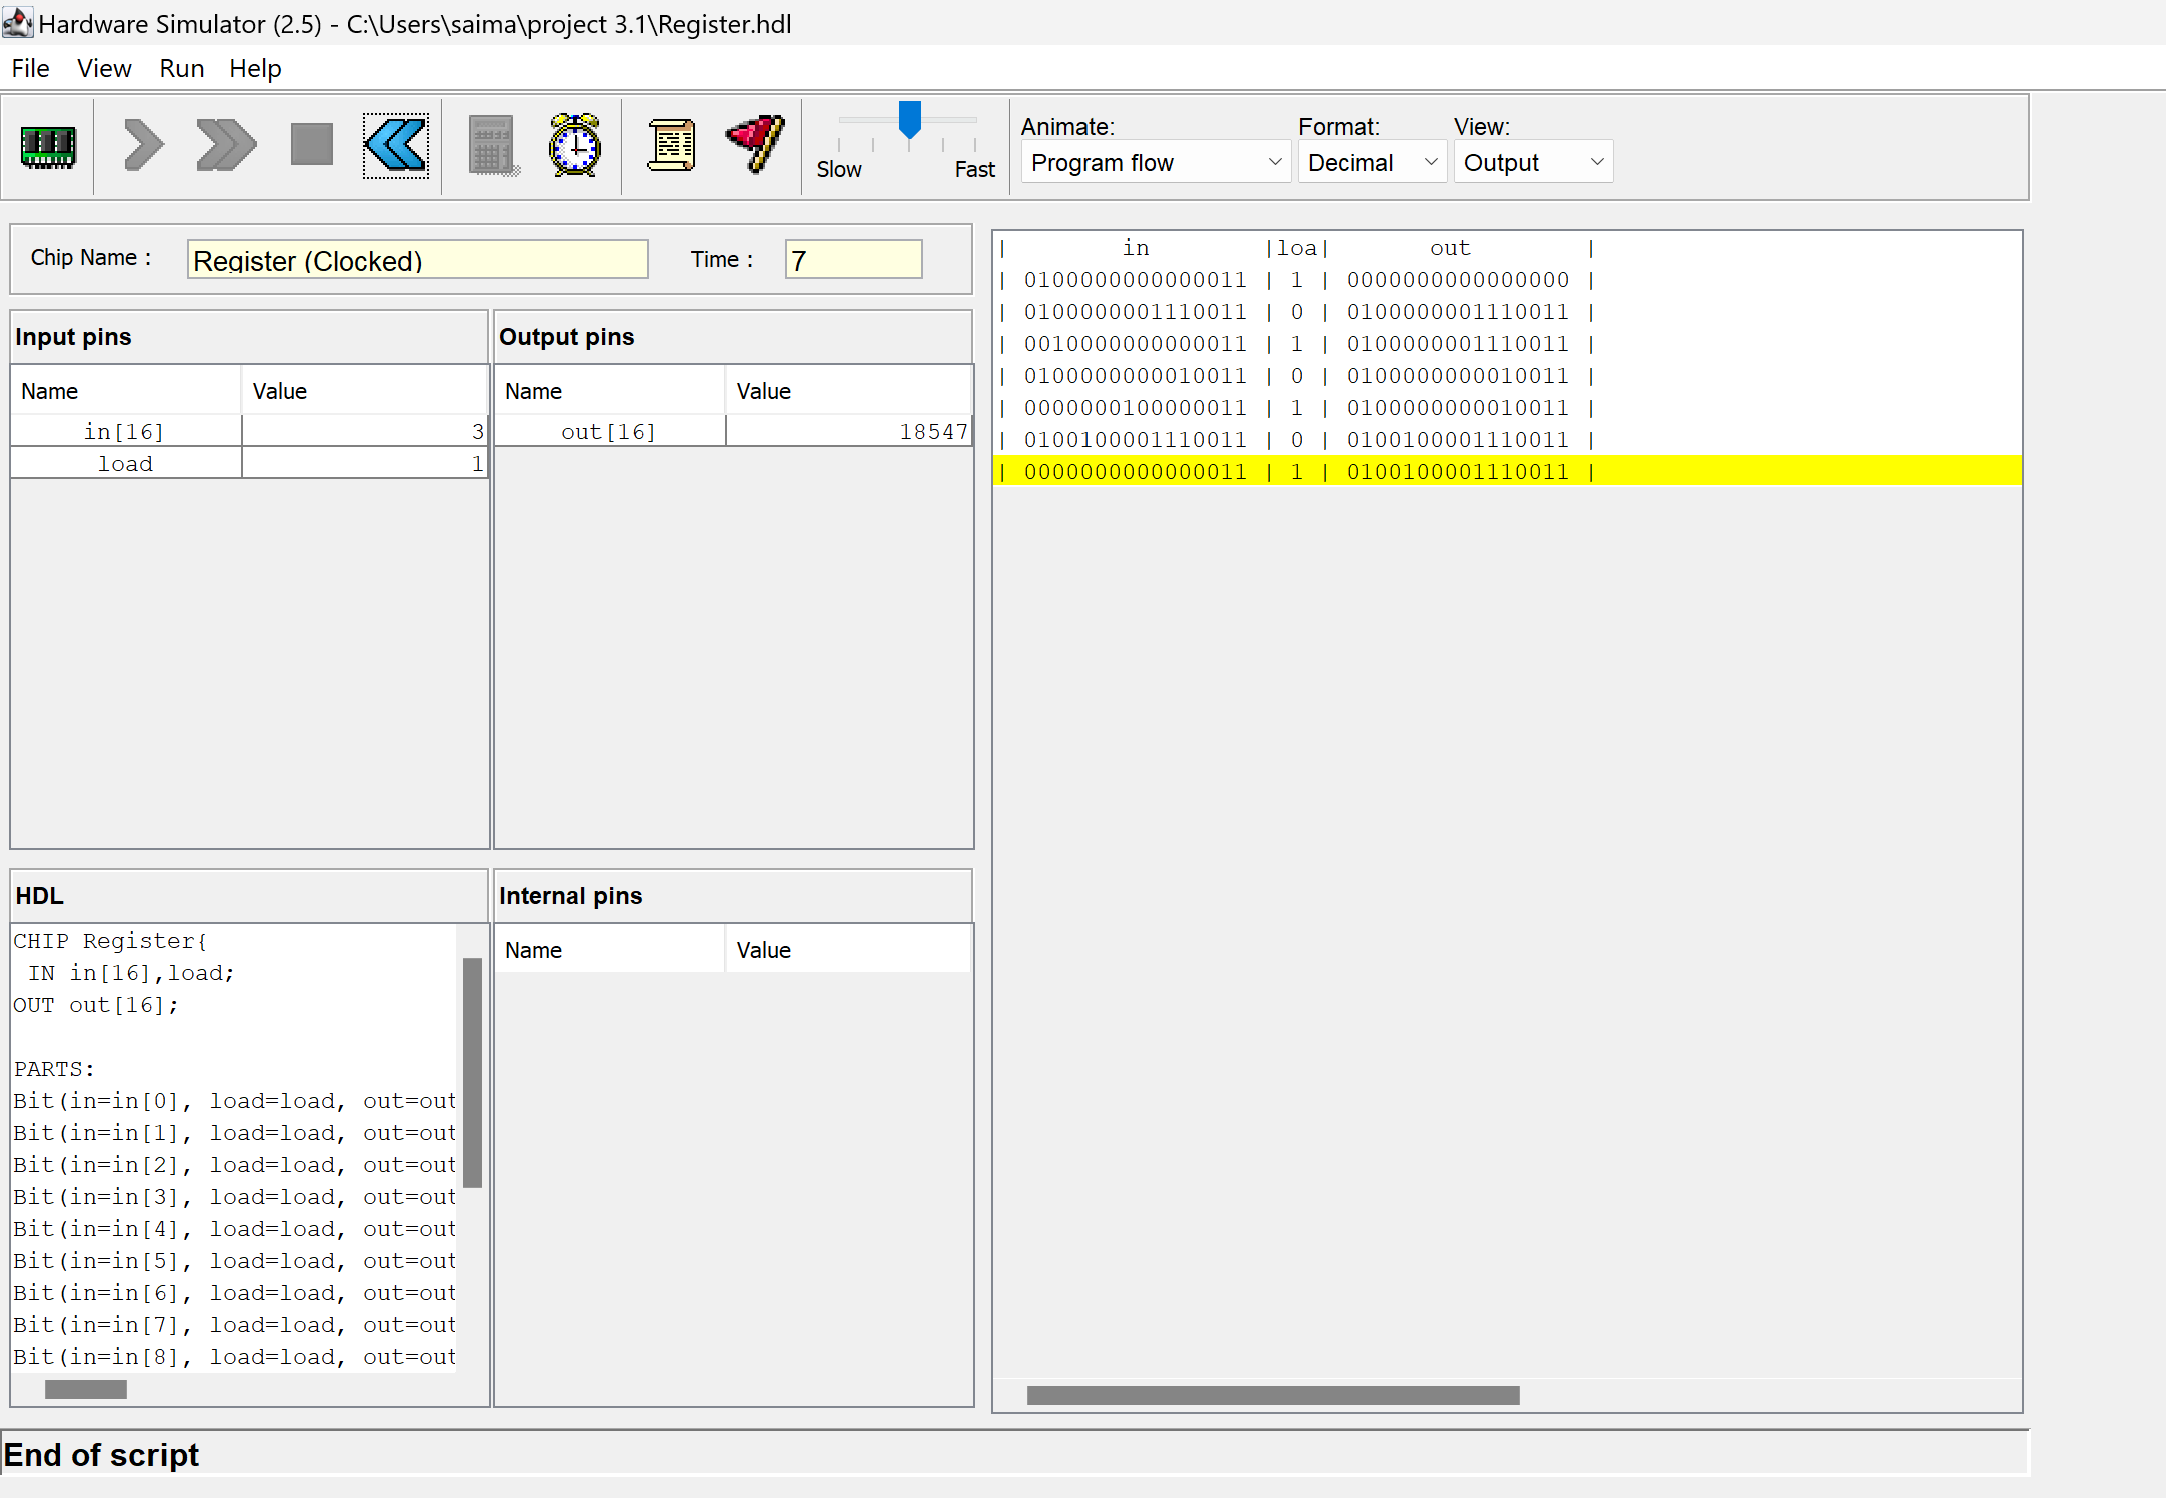 Hardware Simulator (2.5) - C:\Users\saima\project 3.1\Register.hdl
File View Run Help
Slow Fast
Animate: Format: View:
Program flow Decimal Output
Chip Name : Register (Clocked) Time : 7
Input pins
Name Value
in[16] 3
load 1
Output pins
Name Value
out[16] 18547
HDL
CHIP Register{
IN in[16],load;
OUT out[16];
PARTS:
Bit(in=in[0], load=load, out=out
Bit(in=in[1], load=load, out=out
Bit(in=in[2], load=load, out=out
Bit(in=in[3], load=load, out=out
Bit(in=in[4], load=load, out=out
Bit(in=in[5], load=load, out=out
Bit(in=in[6], load=load, out=out
Bit(in=in[7], load=load, out=out
Bit(in=in[8], load=load, out=out
Internal pins
Name Value
| in |loa| out |
| 0100000000000011 | 1 | 0000000000000000 |
| 0100000001110011 | 0 | 0100000001110011 |
| 0010000000000011 | 1 | 0100000001110011 |
| 0100000000010011 | 0 | 0100000000010011 |
| 0000000100000011 | 1 | 0100000000010011 |
| 0100100001110011 | 0 | 0100100001110011 |
| 0000000000000011 | 1 | 0100100001110011 |
End of script